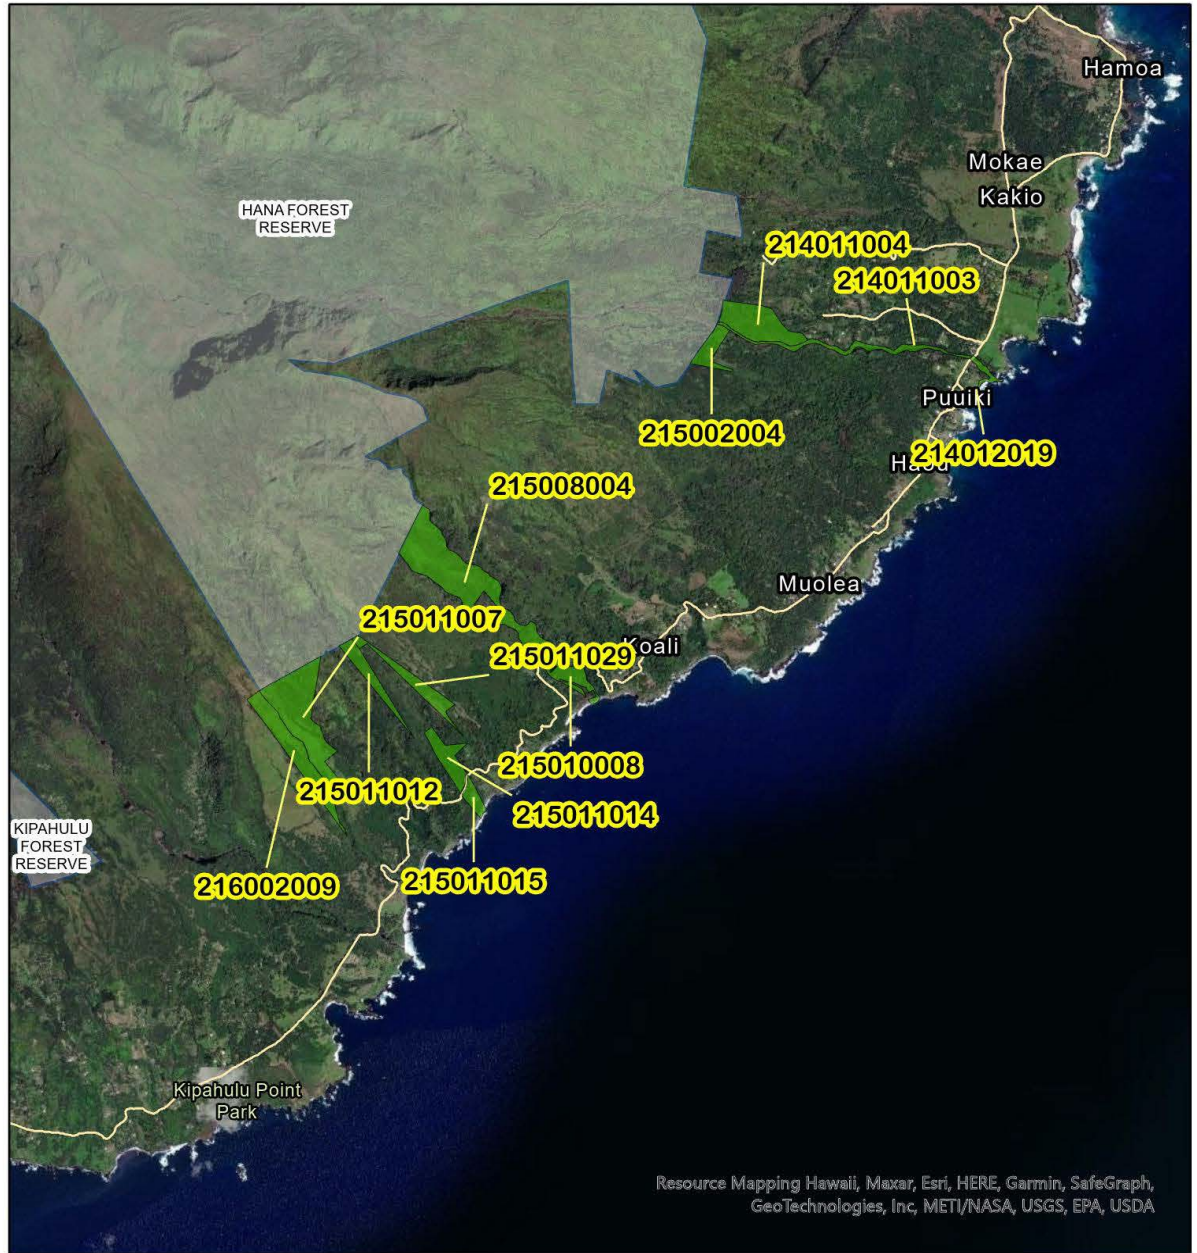 Hamoa
Mokae
Kakio
HANA FOREST
RESERVE
214011004
214011003
Puuiki
215002004
214012019
215008004
Muolea
215011007
Koali
215011029
215010008
215011012
215011014
KIPAHULU
FOREST
RESERVE
216002009
215011015
Kipahulu Point
Park
Resource Mapping Hawaii, Maxar, Esri, HERE, Garmin, SafeGraph,
GeoTechnologies, Inc, METI/NASA, USGS, EPA, USDA